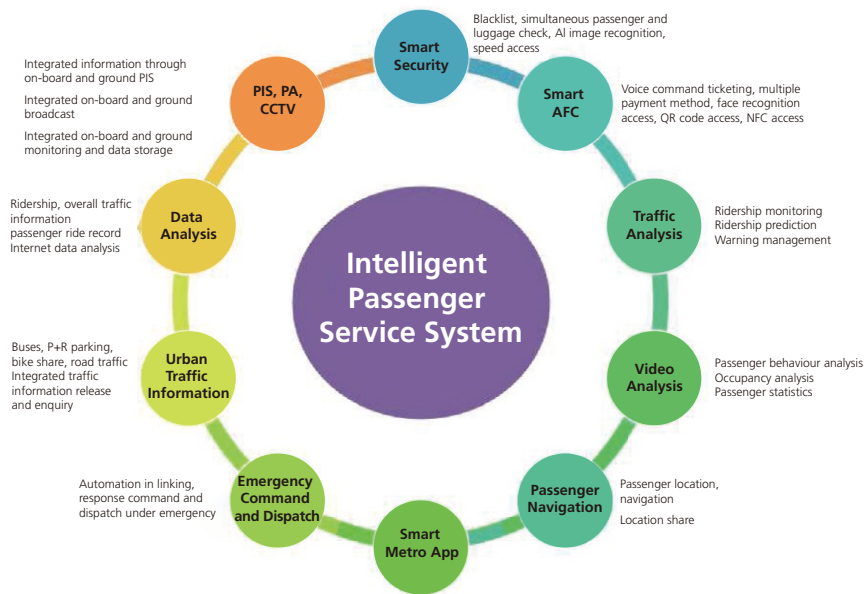 Smart
Security
Blacklist, simultaneous passenger and
luggage check, AI image recognition,
speed access
Smart
AFC
Voice command ticketing, multiple
payment method, face recognition
access, QR code access, NFC access
Traffic
Analysis
Ridership monitoring
Ridership prediction
Warning management
Video
Analysis
Passenger behaviour analysis
Occupancy analysis
Passenger statistics
Passenger
Navigation
Passenger location,
navigation
Location share
Smart
Metro App
Emergency
Command
and Dispatch
Automation in linking,
response command and
dispatch under emergency
Urban
Traffic
Information
Buses, P+R parking,
bike share, road traffic
Integrated traffic
information release
and enquiry
Data
Analysis
Ridership, overall traffic
information
passenger ride record
Internet data analysis
PIS, PA,
CCTV
Integrated information through
on-board and ground PIS
Integrated on-board and ground
broadcast
Integrated on-board and ground
monitoring and data storage
Intelligent
Passenger
Service System